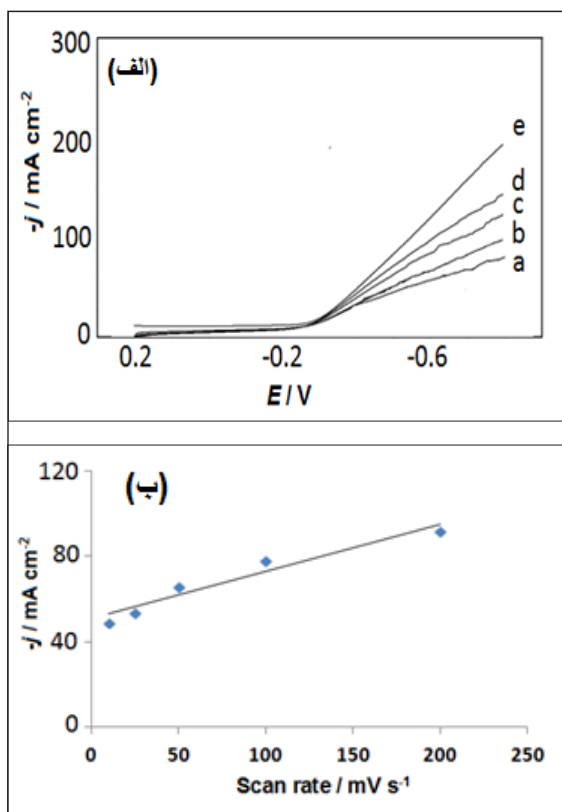 (الف)
300
200
100
0
-j / mA cm⁻²
e
d
c
b
a
0.2 -0.2 -0.6
E / V
(ب)
120
80
40
0
-j / mA cm⁻²
0 50 100 150 200 250
Scan rate / mV s⁻¹